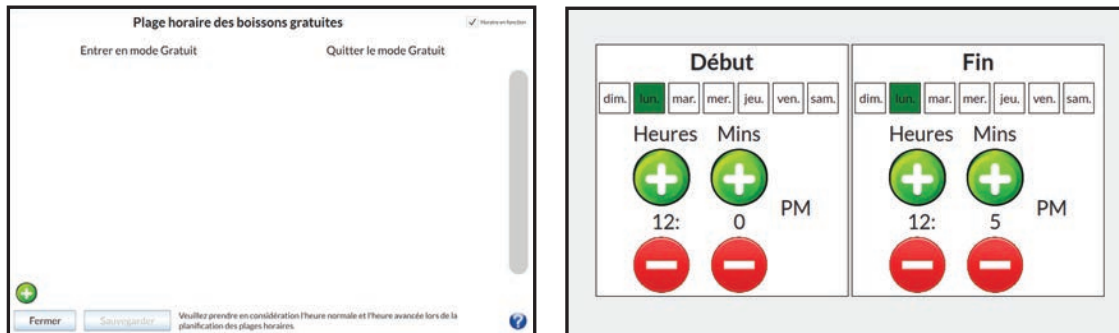 Plage horaire des boissons gratuites
Horaire en fonction
Entrer en mode Gratuit
Quitter le mode Gratuit
Fermer
Sauvegarder
Veuillez prendre en considération l'heure normale et l'heure avancée lors de la
planification des plages horaires.
Début
dim. lun. mar. mer. jeu. ven. sam.
Heures Mins
12: 0 PM
Fin
dim. lun. mar. mer. jeu. ven. sam.
Heures Mins
12: 5 PM